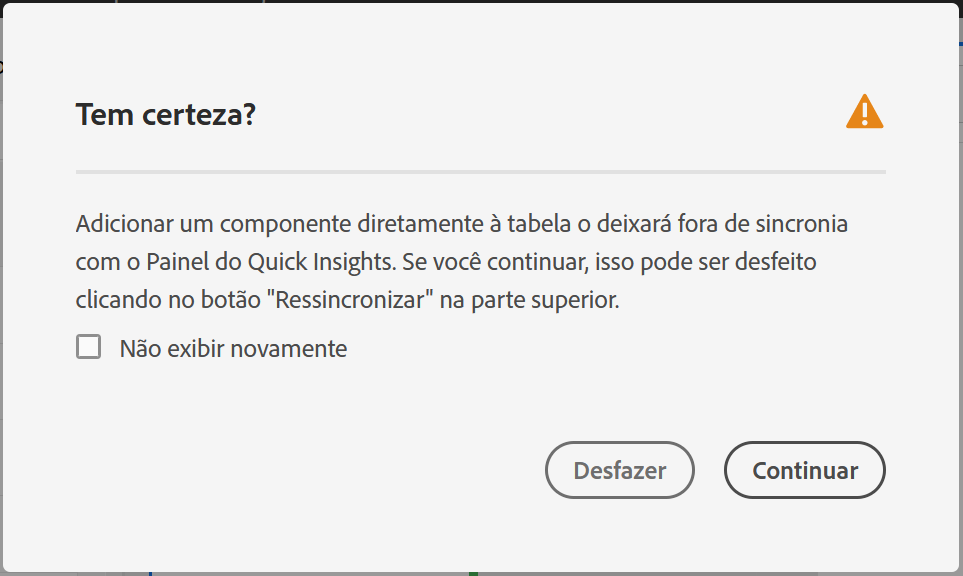 Tem certeza?
Adicionar um componente diretamente à tabela o deixará fora de sincronia
com o Painel do Quick Insights. Se você continuar, isso pode ser desfeito
clicando no botão "Ressincronizar" na parte superior.
Não exibir novamente
Desfazer
Continuar